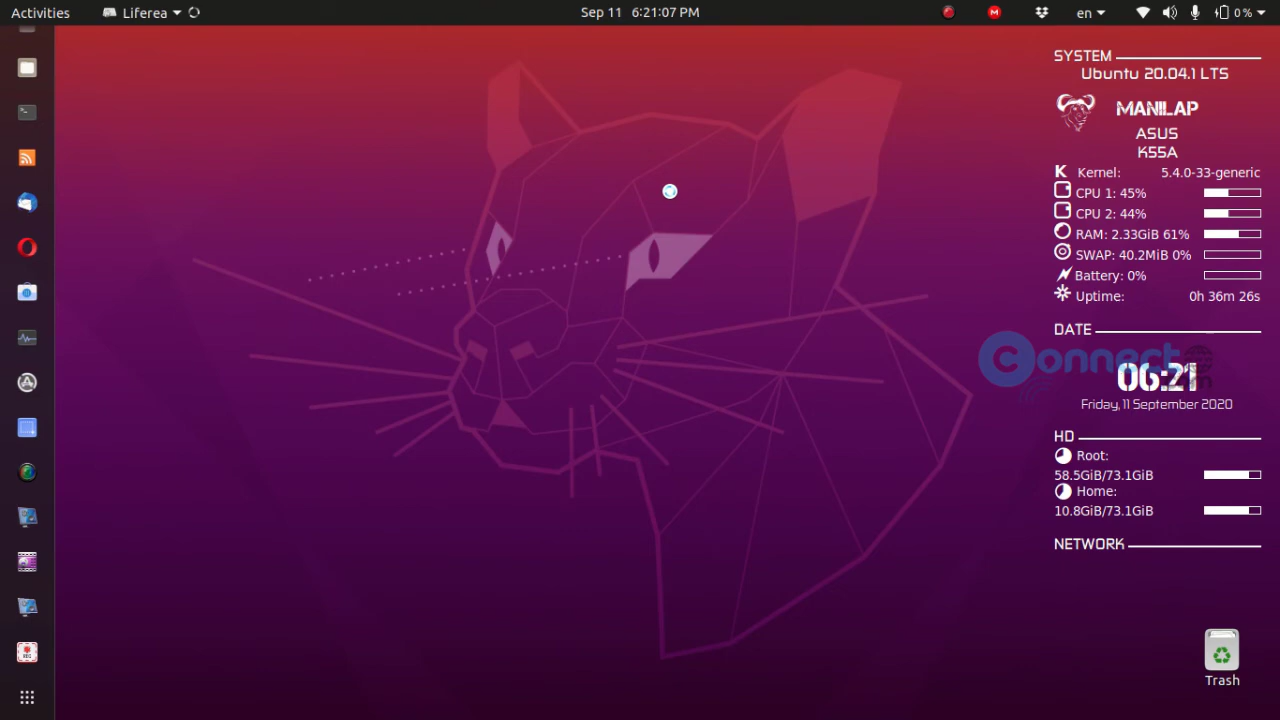 Activities Liferea Sep 11 6:21:07 PM M en 0 %
SYSTEM
Ubuntu 20.04.1 LTS
MANILAP
ASUS
K55A
K Kernel: 5.4.0-33-generic
CPU 1: 45%
CPU 2: 44%
RAM: 2.33GiB 61%
SWAP: 40.2MiB 0%
Battery: 0%
Uptime: 0h 36m 26s
DATE
Connect
06:21
Friday, 11 September 2020
HD
Root:
58.5GiB/73.1GiB
Home:
10.8GiB/73.1GiB
NETWORK
REC
Trash